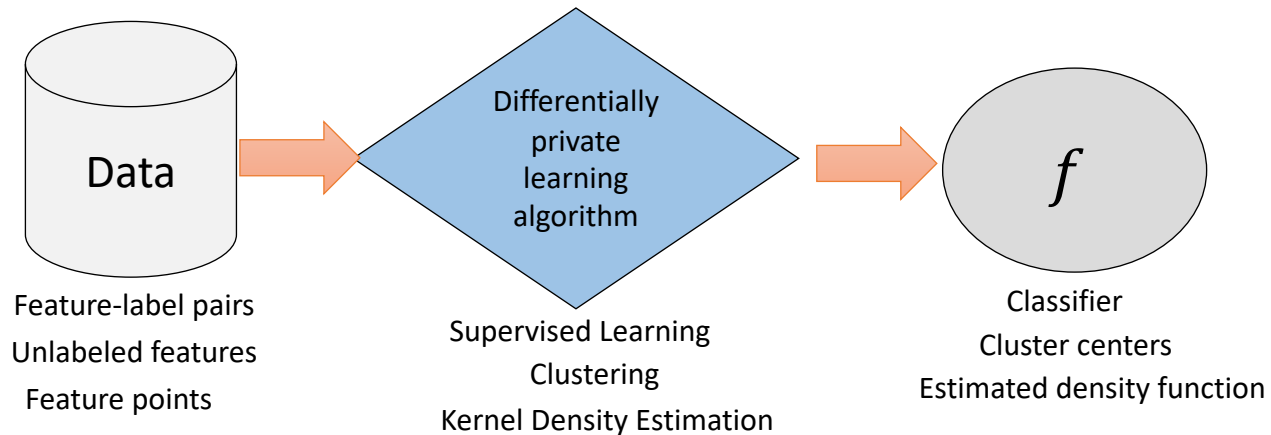 Data
Feature-label pairs
Unlabeled features
Feature points
Differentially
private
learning
algorithm
Supervised Learning
Clustering
Kernel Density Estimation
f
Classifier
Cluster centers
Estimated density function